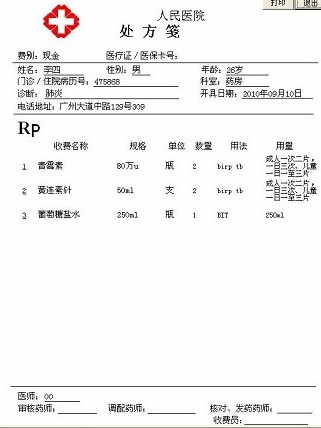 打印 退出
人民医院
处方笺
费别：现金 医疗证/医保卡号：
姓名：李四 性别：男 年龄：26岁
门诊/住院病历号：475868 科室：药房
诊断：肺炎 开具日期：2010年09月10日
电话地址：广州大道中路129号309
Rp
收费名称 规格 单位 数量 用法 用量
1 青霉素 80万u 瓶 2 birp tb 成人一次二片，一日三次、儿童一日一至三片
2 黄连素针 50ml 支 2 birp tb 成人一次二片，一日三次、儿童一日一至三片
3 葡萄糖盐水 250ml 瓶 1 BIT 250ml
医师：00
审核药师： 调配药师： 核对、发药药师：
收费员：